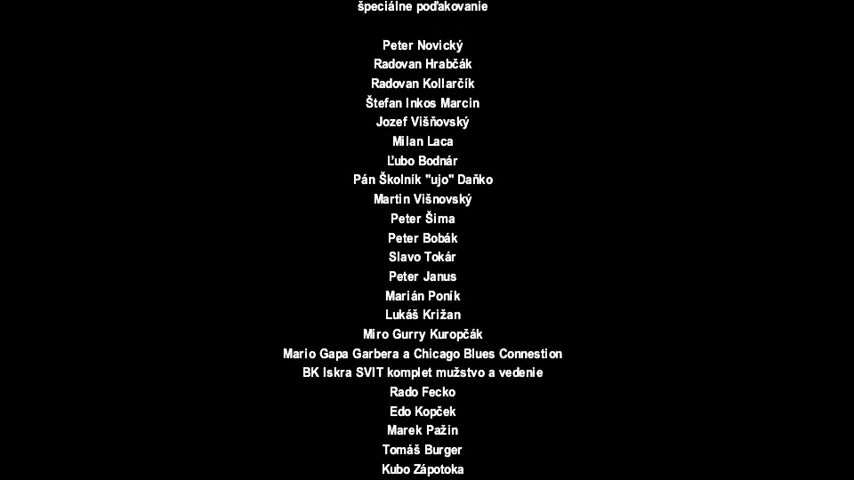 špeciálne poďakovanie
Peter Novický
Radovan Hrabčák
Radovan Kollarčík
Štefan Inkos Marcin
Jozef Višňovský
Milan Laca
Ľubo Bodnár
Pán Školník "ujo" Daňko
Martin Višnovský
Peter Šima
Peter Bobák
Slavo Tokár
Peter Janus
Marián Poník
Lukáš Križan
Miro Gurry Kuropčák
Mario Gapa Garbera a Chicago Blues Connestion
BK Iskra SVIT komplet mužstvo a vedenie
Rado Fecko
Edo Kopček
Marek Pažin
Tomáš Burger
Kubo Zápotoka